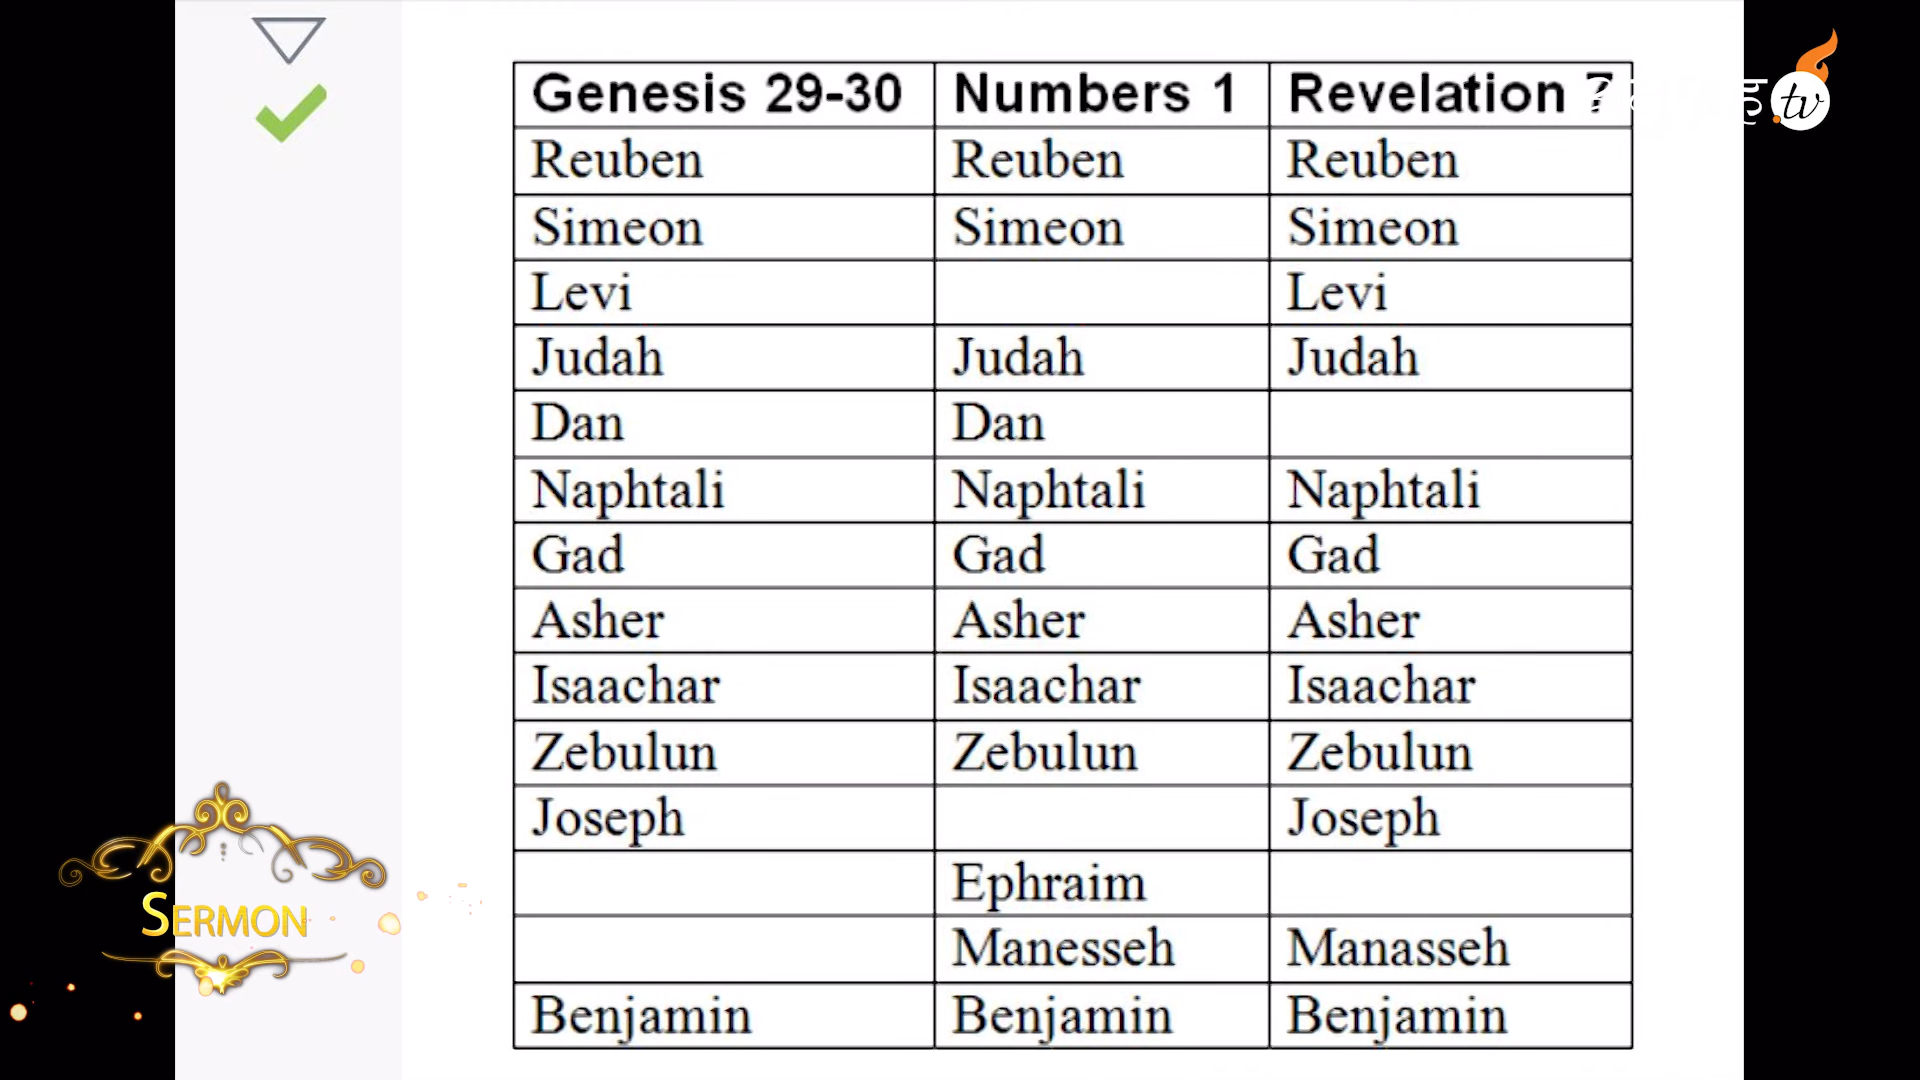 Genesis 29-30 Numbers 1 Revelation 7
Reuben Reuben Reuben
Simeon Simeon Simeon
Levi Levi
Judah Judah Judah
Dan Dan
Naphtali Naphtali Naphtali
Gad Gad Gad
Asher Asher Asher
Isaachar Isaachar Isaachar
Zebulun Zebulun Zebulun
Joseph Joseph
Ephraim
Manesseh Manasseh
Benjamin Benjamin Benjamin
.tv
SERMON